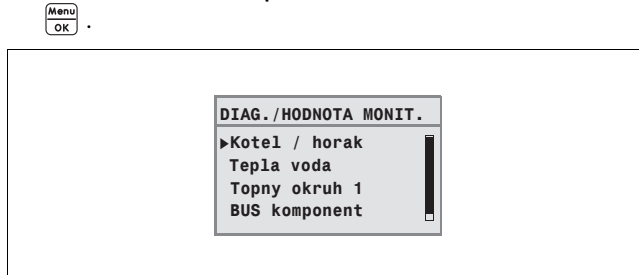 Menu
OK .
DIAG./HODNOTA MONIT.
▶Kotel / horak
Tepla voda
Topny okruh 1
BUS komponent